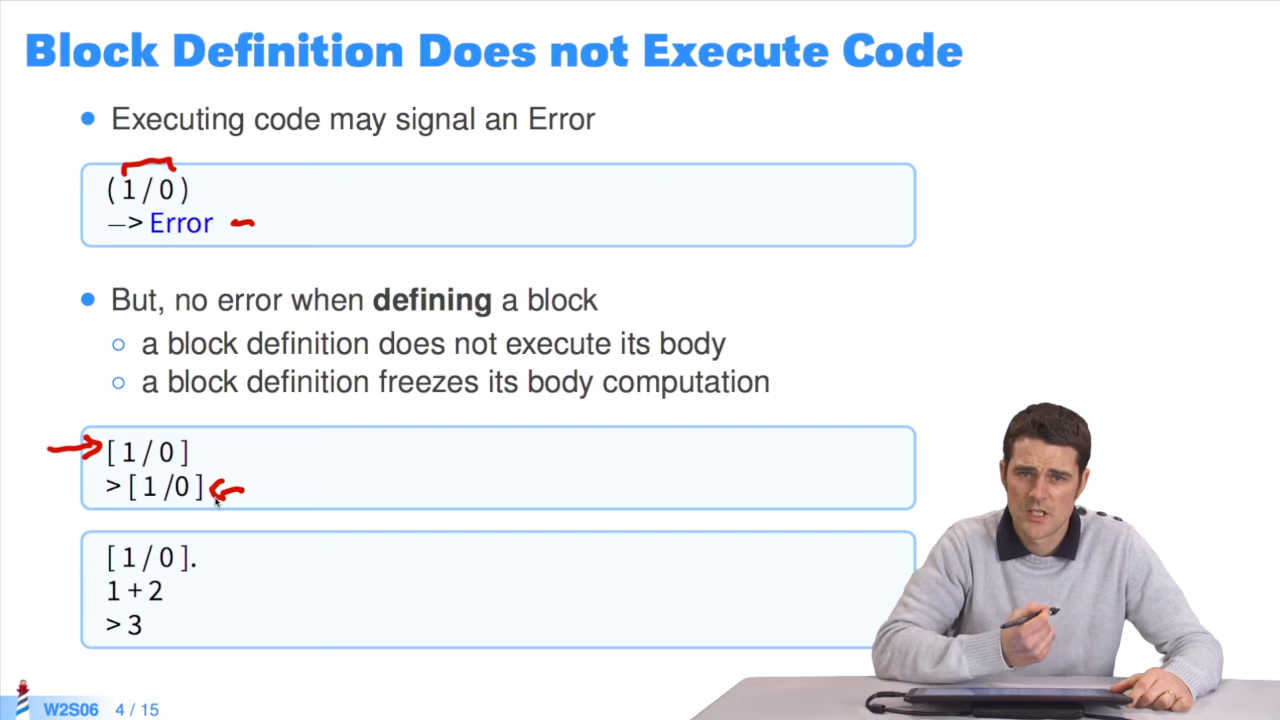 Block Definition Does not Execute Code
Executing code may signal an Error
(1/0)
—> Error
But, no error when defining a block
a block definition does not execute its body
a block definition freezes its body computation
[1/0]
>[1/0]
[1/0].
1+2
>3
W2S06 4 / 15